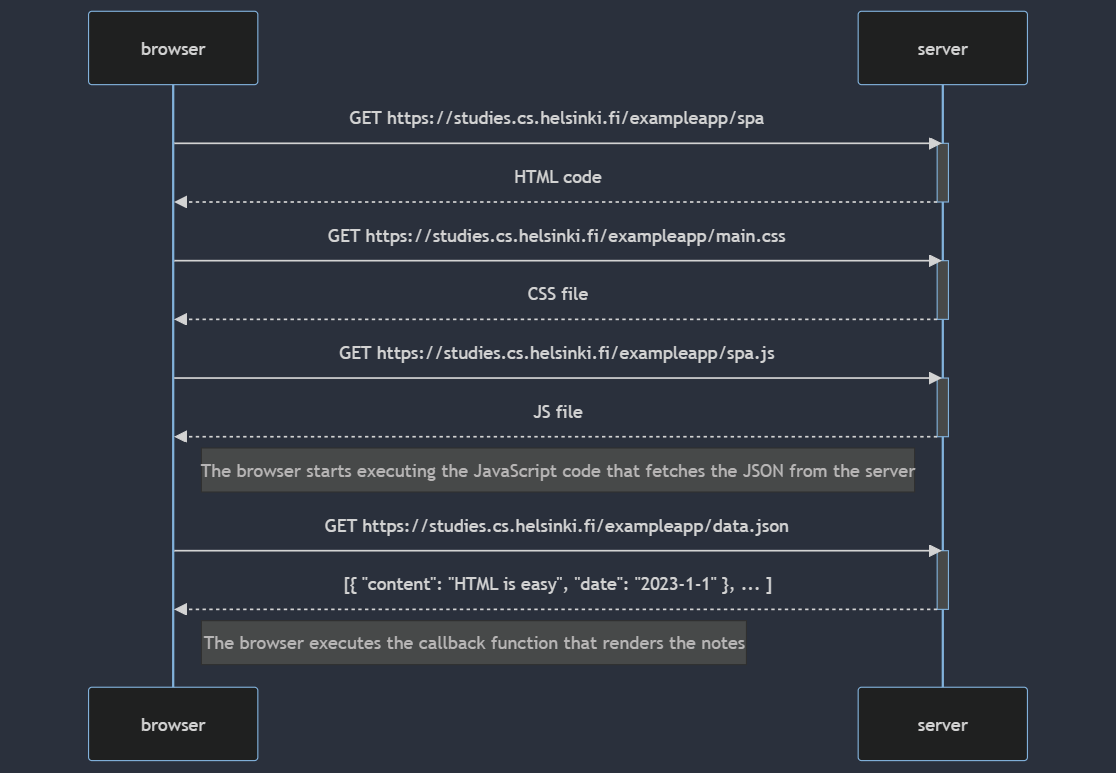 browser
server
GET https://studies.cs.helsinki.fi/exampleapp/spa
HTML code
GET https://studies.cs.helsinki.fi/exampleapp/main.css
CSS file
GET https://studies.cs.helsinki.fi/exampleapp/spa.js
JS file
The browser starts executing the JavaScript code that fetches the JSON from the server
GET https://studies.cs.helsinki.fi/exampleapp/data.json
[{ "content": "HTML is easy", "date": "2023-1-1" }, ... ]
The browser executes the callback function that renders the notes
browser
server